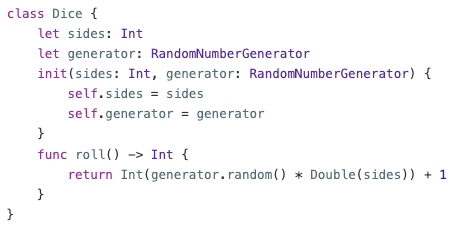 class Dice {
    let sides: Int
    let generator: RandomNumberGenerator
    init(sides: Int, generator: RandomNumberGenerator) {
        self.sides = sides
        self.generator = generator
    }
    func roll() -> Int {
        return Int(generator.random() * Double(sides)) + 1
    }
}